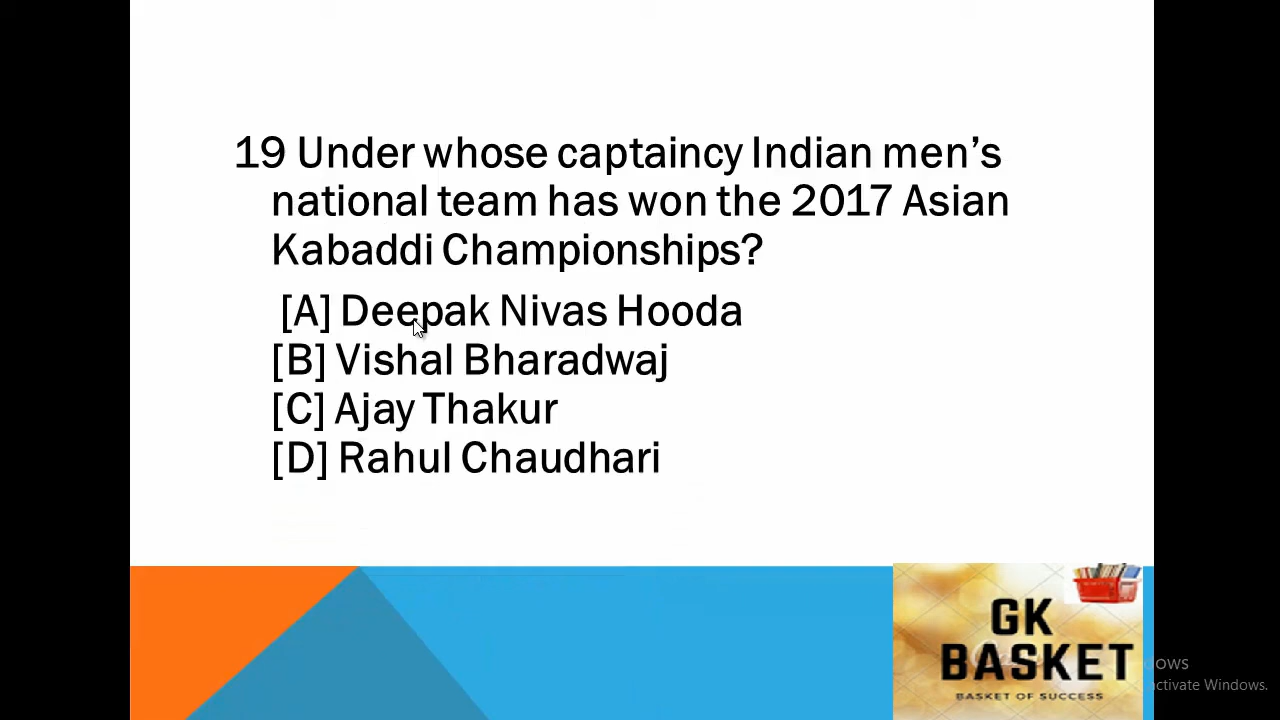 19 Under whose captaincy Indian men’s
national team has won the 2017 Asian
Kabaddi Championships?
[A] Deepak Nivas Hooda
[B] Vishal Bharadwaj
[C] Ajay Thakur
[D] Rahul Chaudhari
GK
BASKET
BASKET OF SUCCESS
Windows.